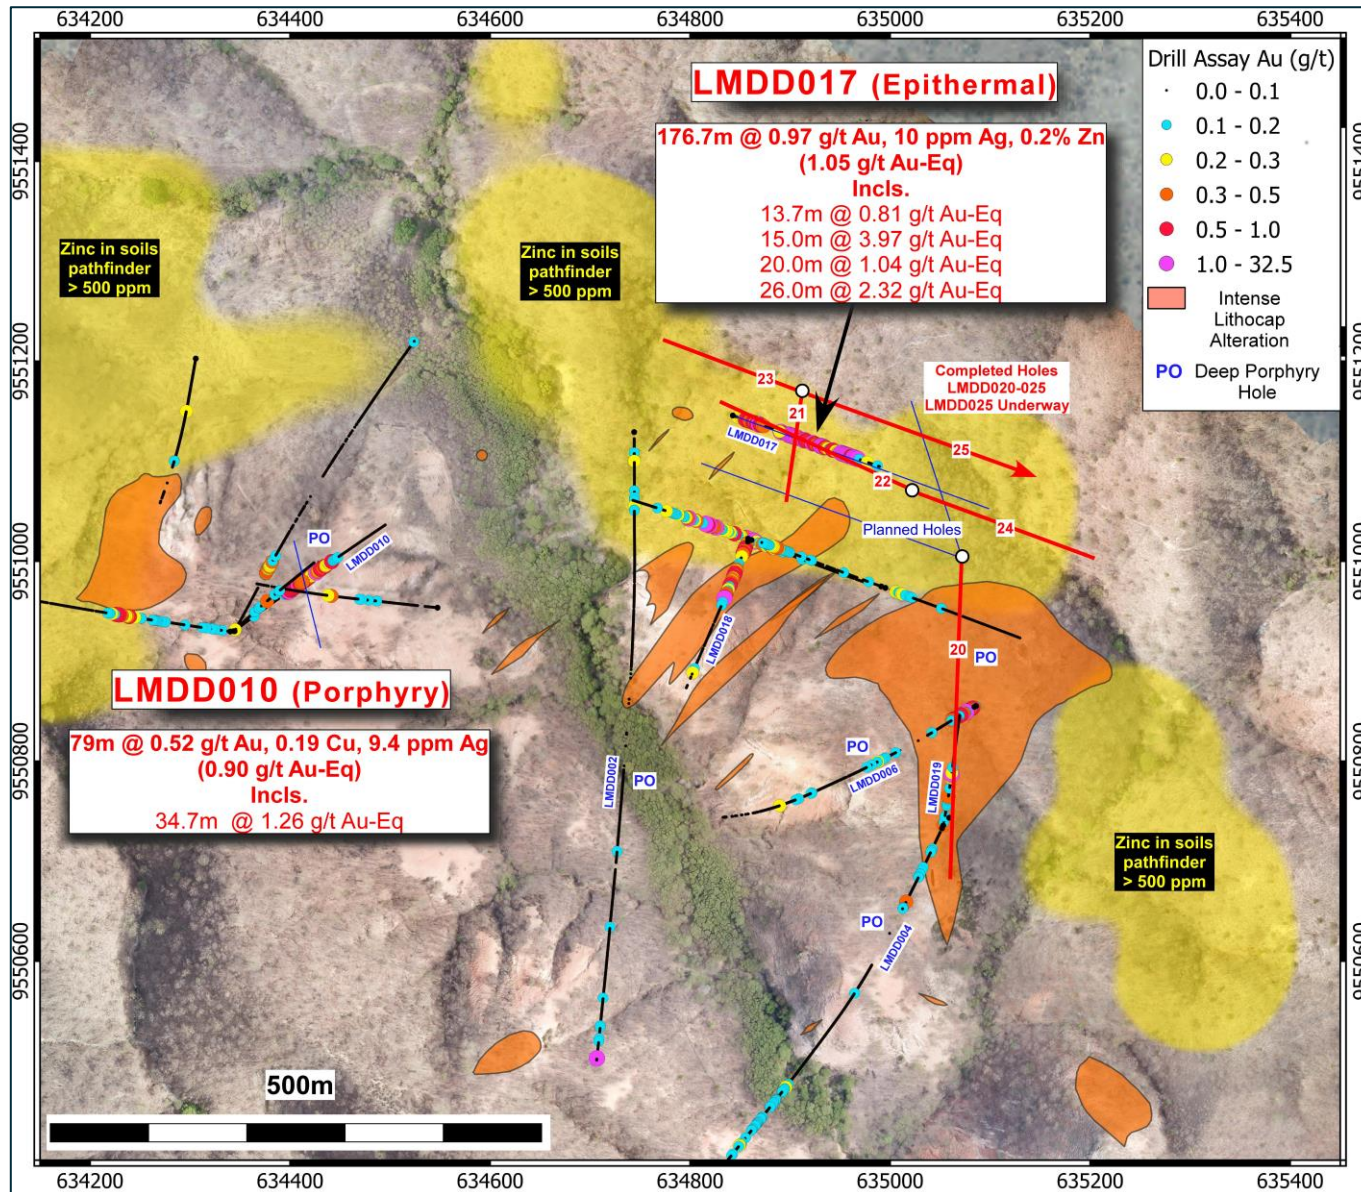 634200 634400 634600 634800 635000 635200 635400
LMDD017 (Epithermal)
176.7m @ 0.97 g/t Au, 10 ppm Ag, 0.2% Zn
(1.05 g/t Au-Eq)
Incls.
13.7m @ 0.81 g/t Au-Eq
15.0m @ 3.97 g/t Au-Eq
20.0m @ 1.04 g/t Au-Eq
26.0m @ 2.32 g/t Au-Eq
Drill Assay Au (g/t)
0.0 - 0.1
0.1 - 0.2
0.2 - 0.3
0.3 - 0.5
0.5 - 1.0
1.0 - 32.5
Intense
Lithocap
Alteration
PO Deep Porphyry
Hole
9551400
9551200
9551000
9550800
9550600
9551400
9551200
9551000
9550800
9550600
Zinc in soils
pathfinder
> 500 ppm
Zinc in soils
pathfinder
> 500 ppm
Completed Holes
LMDD020-025
LMDD025 Underway
23
21
25
LMDD017
22
24
Planned Holes
PO
LMDD010
LMDD018
20
PO
LMDD010 (Porphyry)
79m @ 0.52 g/t Au, 0.19 Cu, 9.4 ppm Ag
(0.90 g/t Au-Eq)
Incls.
34.7m @ 1.26 g/t Au-Eq
LMDD002
PO
PO
LMDD006
LMDD019
Zinc in soils
pathfinder
> 500 ppm
PO
LMDD004
500m
634200 634400 634600 634800 635000 635200 635400